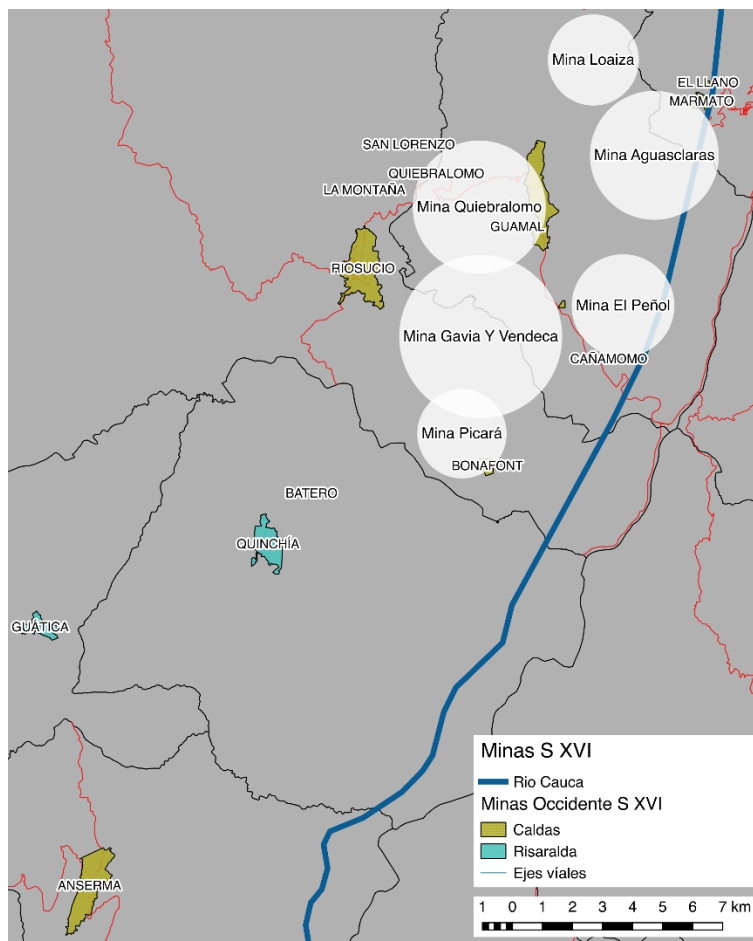 Mina Loaiza
EL LLANO
MARMATO
SAN LORENZO
Mina Aguasclaras
QUIEBRALOMO
LA MONTAÑA
Mina Quiebralomo
GUAMAL
RIOSUCIO
Mina El Peñol
Mina Gavia Y Vendeca
CAÑAMOMO
Mina Picará
BONAFONT
BATERO
QUINCHÍA
GUÁTICA
ANSERMA
Minas S XVI
Rio Cauca
Minas Occidente S XVI
Caldas
Risaralda
Ejes víales
1 0 1 2 3 4 5 6 7 km